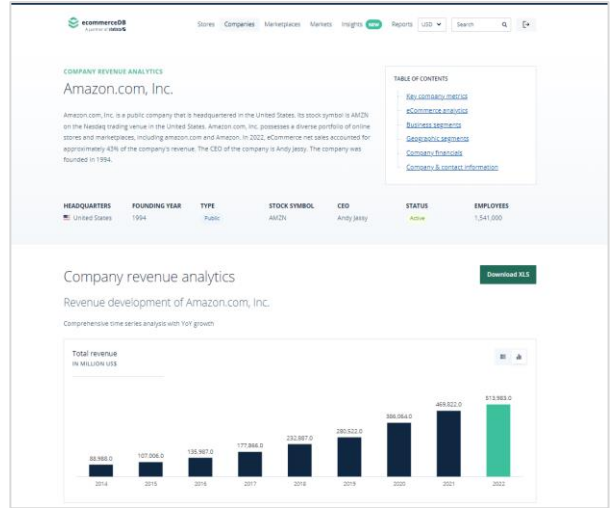 ecommerceDB
A partner of statista
Stores Companies Marketplaces Markets Insights NEW Reports USD Search
COMPANY REVENUE ANALYTICS
Amazon.com, Inc.
Amazon.com, Inc. is a public company that is headquartered in the United States. Its stock symbol is AMZN
on the Nasdaq trading venue in the United States. Amazon.com, Inc. possesses a diverse portfolio of online
stores and marketplaces, including amazon.com and Amazon. In 2022, eCommerce net sales accounted for
approximately 43% of the company's revenue. The CEO of the company is Andy Jassy. The company was
founded in 1994.
TABLE OF CONTENTS
Key company metrics
eCommerce analytics
Business segments
Geographic segments
Company financials
Company & contact information
HEADQUARTERS FOUNDING YEAR TYPE STOCK SYMBOL CEO STATUS EMPLOYEES
United States 1994 Public AMZN Andy Jassy Active 1,541,000
Company revenue analytics
Download XLS
Revenue development of Amazon.com, Inc.
Comprehensive time series analysis with YoY growth
Total revenue
IN MILLION US$
88,988.0 107,006.0 135,987.0 177,866.0 232,887.0 280,522.0 386,064.0 469,822.0 513,983.0
2014 2015 2016 2017 2018 2019 2020 2021 2022